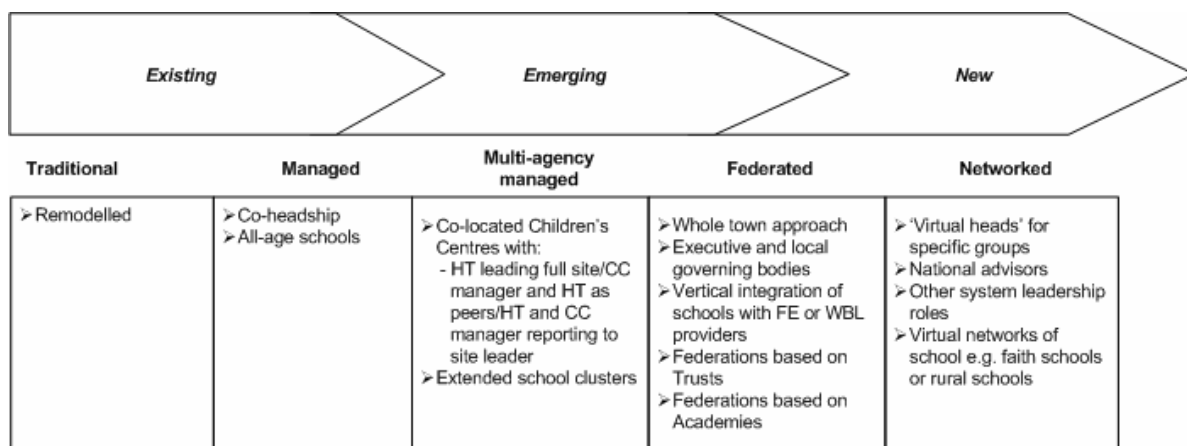 Existing
Emerging
New
Traditional
Managed
Multi-agency
managed
Federated
Networked
➢Remodelled
➢Co-headship
➢All-age schools
➢Co-located Children's
Centres with:
- HT leading full site/CC
manager and HT as
peers/HT and CC
manager reporting to
site leader
➢Extended school clusters
➢Whole town approach
➢Executive and local
governing bodies
➢Vertical integration of
schools with FE or WBL
providers
➢Federations based on
Trusts
➢Federations based on
Academies
➢'Virtual heads' for
specific groups
➢National advisors
➢Other system leadership
roles
➢Virtual networks of
school e.g. faith schools
or rural schools